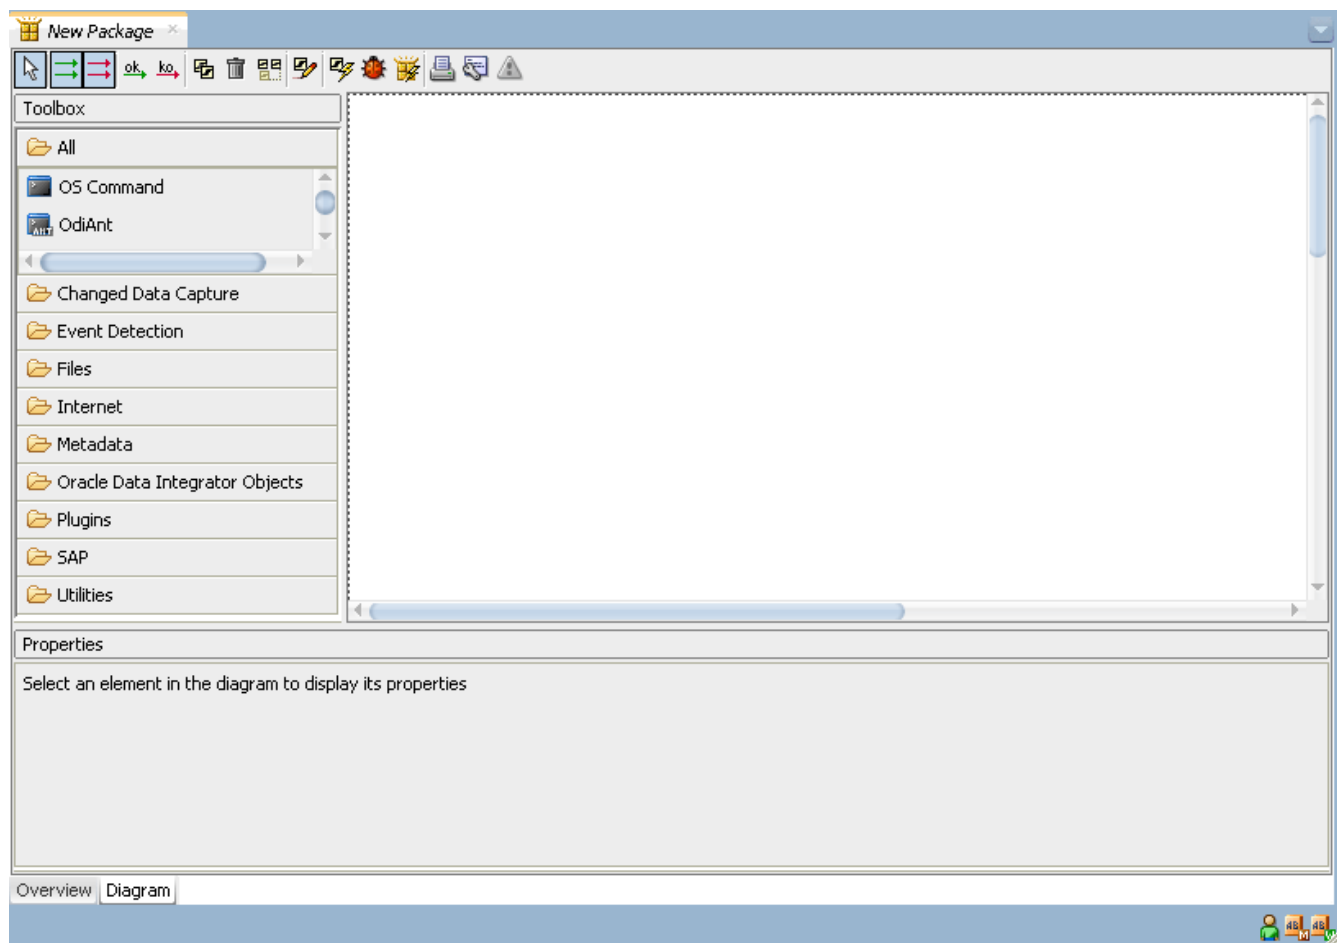 New Package
ok
ko
Toolbox
All
OS Command
OdiAnt
Changed Data Capture
Event Detection
Files
Internet
Metadata
Oracle Data Integrator Objects
Plugins
SAP
Utilities
Properties
Select an element in the diagram to display its properties
Overview Diagram